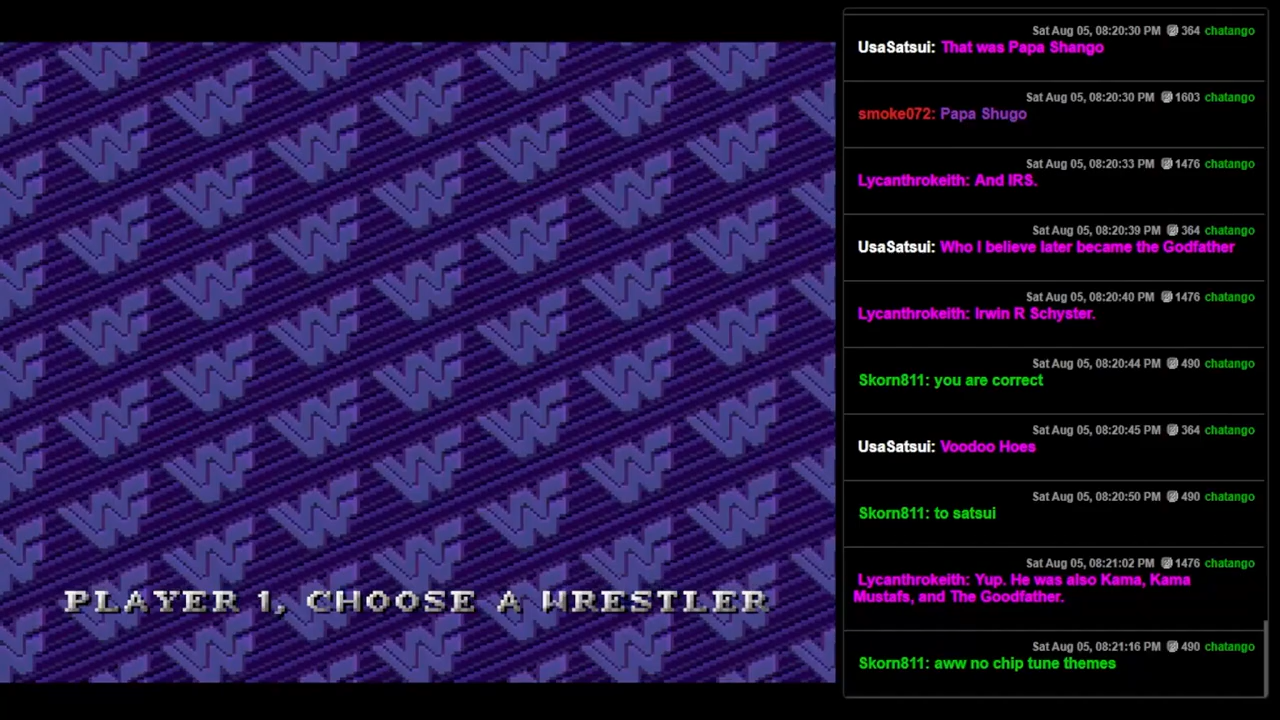 Sat Aug 05, 08:20:30 PM 364 chatango
UsaSatsui: That was Papa Shango
Sat Aug 05, 08:20:30 PM 1603 chatango
smoke072: Papa Shugo
Sat Aug 05, 08:20:33 PM 1476 chatango
Lycanthrokeith: And IRS.
Sat Aug 05, 08:20:39 PM 364 chatango
UsaSatsui: Who I believe later became the Godfather
Sat Aug 05, 08:20:40 PM 1476 chatango
Lycanthrokeith: Irwin R Schyster.
Sat Aug 05, 08:20:44 PM 490 chatango
Skorn811: you are correct
Sat Aug 05, 08:20:45 PM 364 chatango
UsaSatsui: Voodoo Hoes
Sat Aug 05, 08:20:50 PM 490 chatango
Skorn811: to satsui
Sat Aug 05, 08:21:02 PM 1476 chatango
Lycanthrokeith: Yup. He was also Kama, Kama
Mustafs, and The Goodfather.
Sat Aug 05, 08:21:16 PM 490 chatango
Skorn811: aww no chip tune themes
PLAYER 1, CHOOSE A WRESTLER